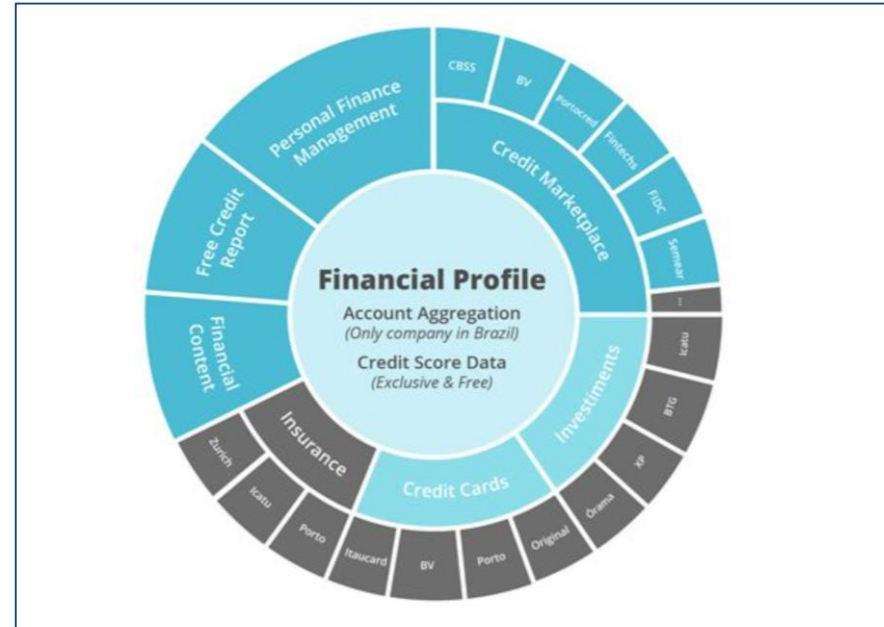 Financial Profile
Account Aggregation
(Only company in Brazil)
Credit Score Data
(Exclusive & Free)
Personal Finance
Management
Free Credit
Report
Financial
Content
Credit Marketplace
CBSS
BV
Portocred
Fintechs
FIDC
Semear
...
Investiments
Icatu
BTG
XP
Órama
Credit Cards
Original
Porto
BV
Itaucard
Insurance
Porto
Icatu
Zurich